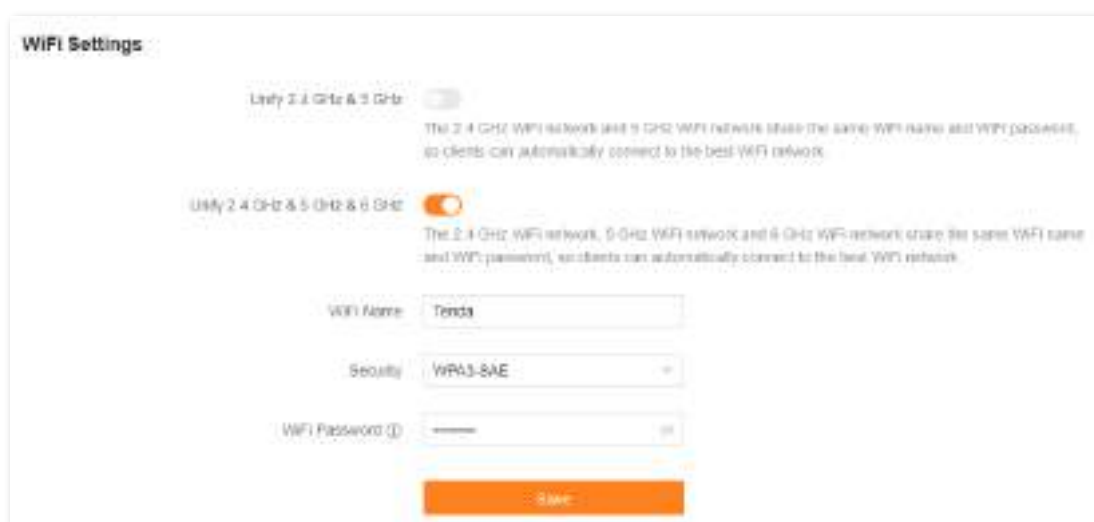 WiFi Settings
Unify 2.4 GHz & 5 GHz
The 2.4 GHz WiFi network and 5 GHz WiFi network share the same WiFi name and WiFi password,
so clients can automatically connect to the best WiFi network.
Unify 2.4 GHz & 5 GHz & 6 GHz
The 2.4 GHz WiFi network, 5 GHz WiFi network and 6 GHz WiFi network share the same WiFi name
and WiFi password, so clients can automatically connect to the best WiFi network.
WiFi Name Tenda
Security WPA3-SAE
WiFi Password
Save